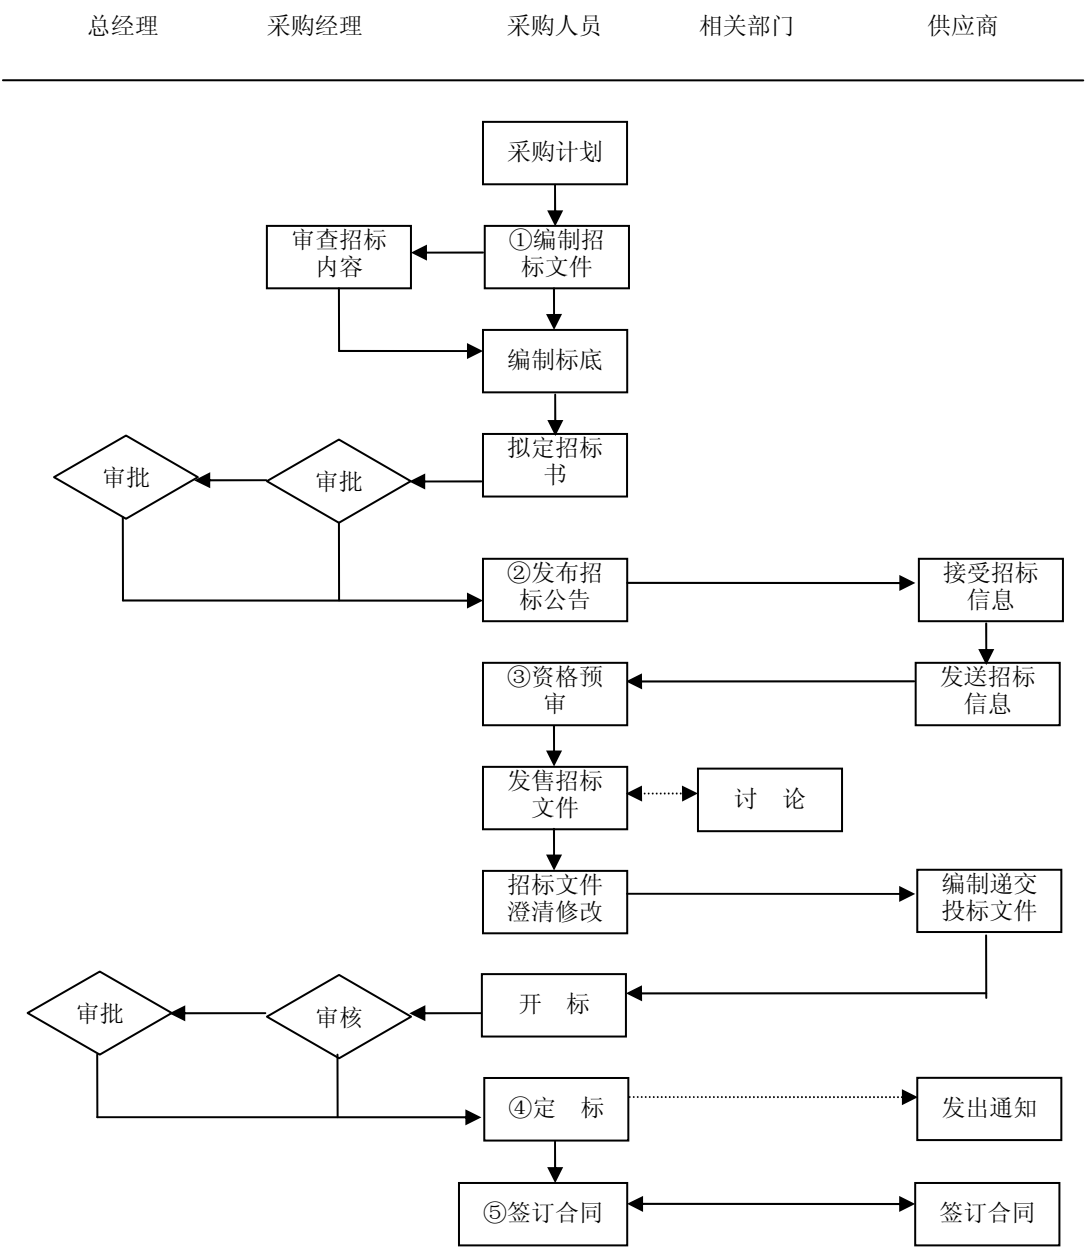 总经理 采购经理 采购人员 相关部门 供应商
采购计划
审查招标
内容
①编制招
标文件
编制标底
审批
审批
拟定招标
书
②发布招
标公告
接受招标
信息
③资格预
审
发送招标
信息
发售招标
文件
讨 论
招标文件
澄清修改
编制递交
投标文件
审批
审核
开 标
④定 标
发出通知
⑤签订合同
签订合同